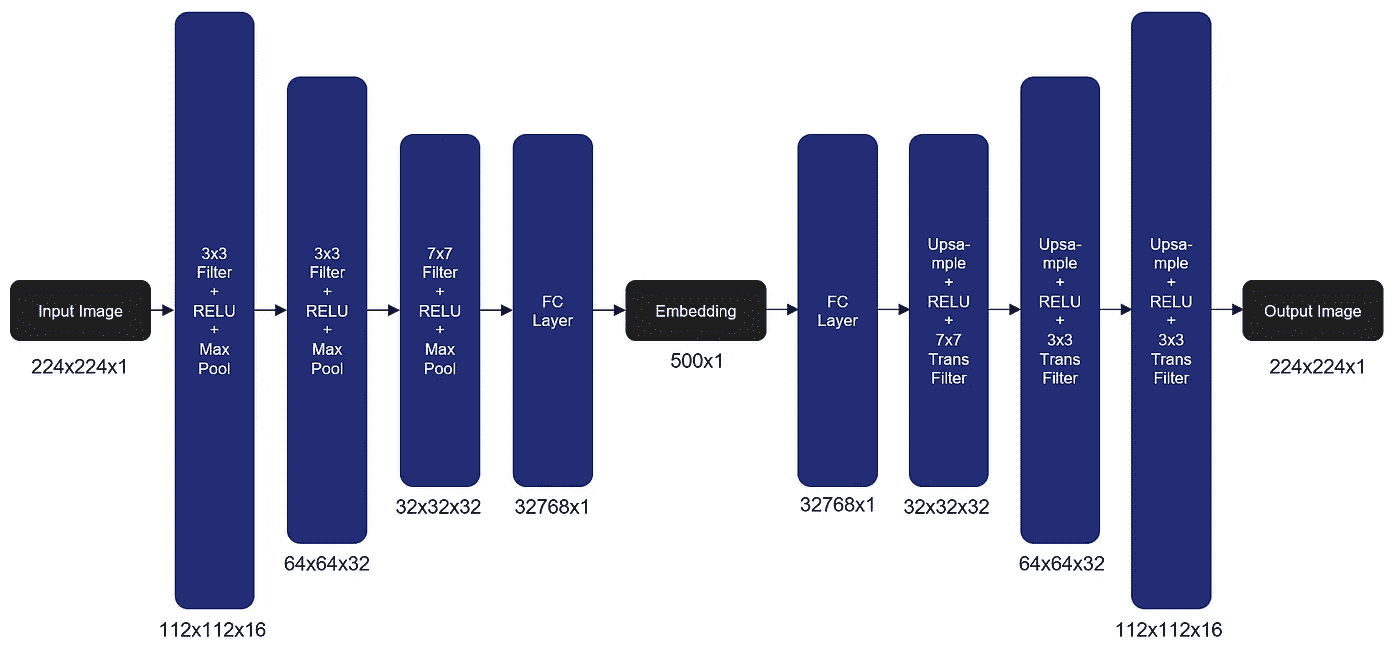 Input Image
224x224x1
3x3
Filter
+
RELU
+
Max
Pool
112x112x16
3x3
Filter
+
RELU
+
Max
Pool
64x64x32
7x7
Filter
+
RELU
+
Max
Pool
32x32x32
FC
Layer
32768x1
Embedding
500x1
FC
Layer
32768x1
Upsa-
mple
+
RELU
+
7x7
Trans
Filter
32x32x32
Upsa-
mple
+
RELU
+
3x3
Trans
Filter
64x64x32
Upsa-
mple
+
RELU
+
3x3
Trans
Filter
112x112x16
Output Image
224x224x1